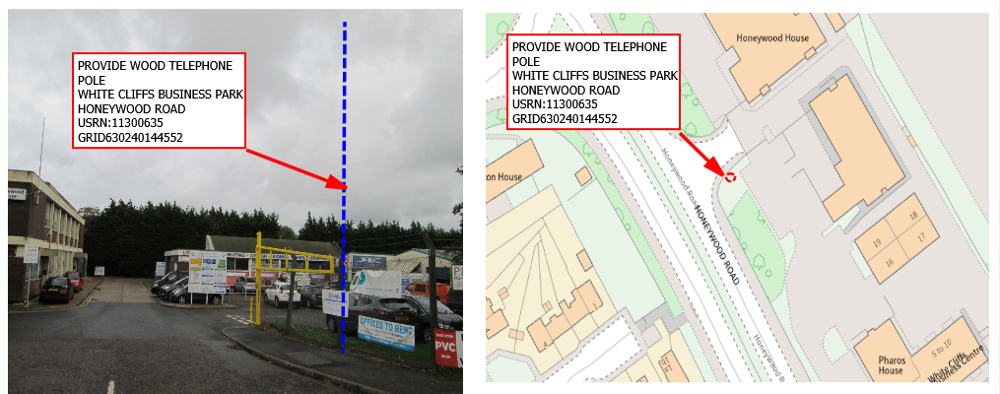 PROVIDE WOOD TELEPHONE
POLE
WHITE CLIFFS BUSINESS PARK
HONEYWOOD ROAD
USRN:11300635
GRID630240144552
OFFICES TO RENT
PVC
PROVIDE WOOD TELEPHONE
POLE
WHITE CLIFFS BUSINESS PARK
HONEYWOOD ROAD
USRN:11300635
GRID630240144552
Honeywood House
on House
Honeywood Road
HONEYWOOD ROAD
Honeywood R
18
19
17
16
4
Pharos
House
5 to 10
White Cliffs
Business Centre